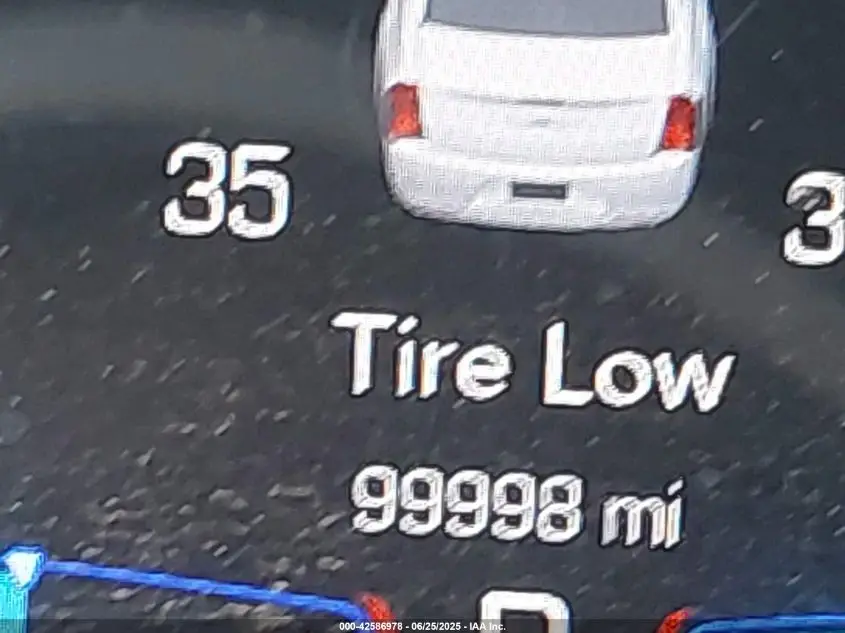 35
3
Tire Low
99998 mi
000-42586978 - 06/25/2025 - IAA Inc.